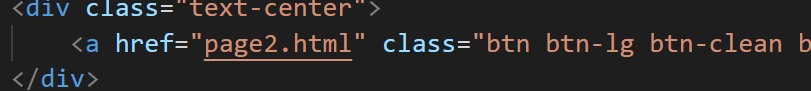 <div class="text-center">
<a href="page2.html" class="btn btn-lg btn-clean b
</div>